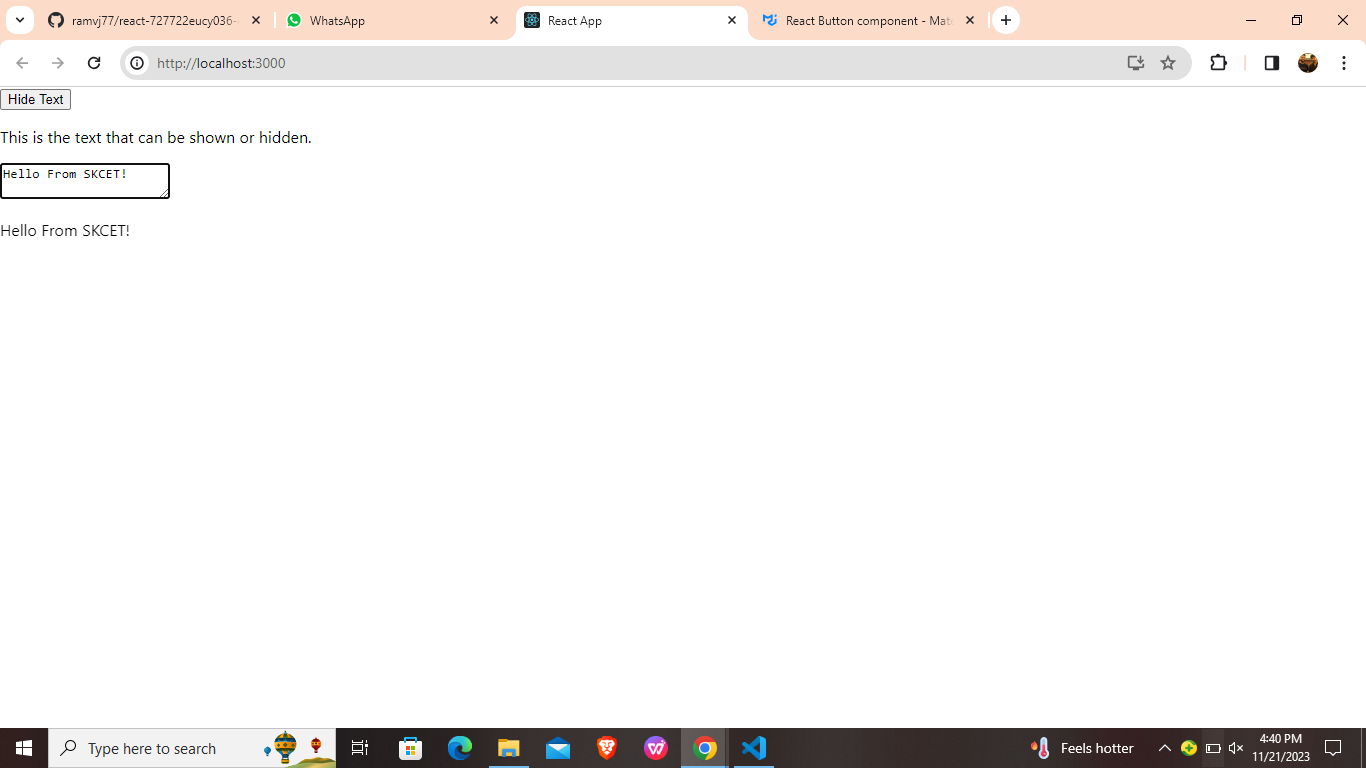 ramvj77/react-727722eucy036-
WhatsApp
React App
React Button component - Mate
http://localhost:3000
Hide Text
This is the text that can be shown or hidden.
Hello From SKCET!
Hello From SKCET!
Type here to search
Feels hotter
4:40 PM
11/21/2023